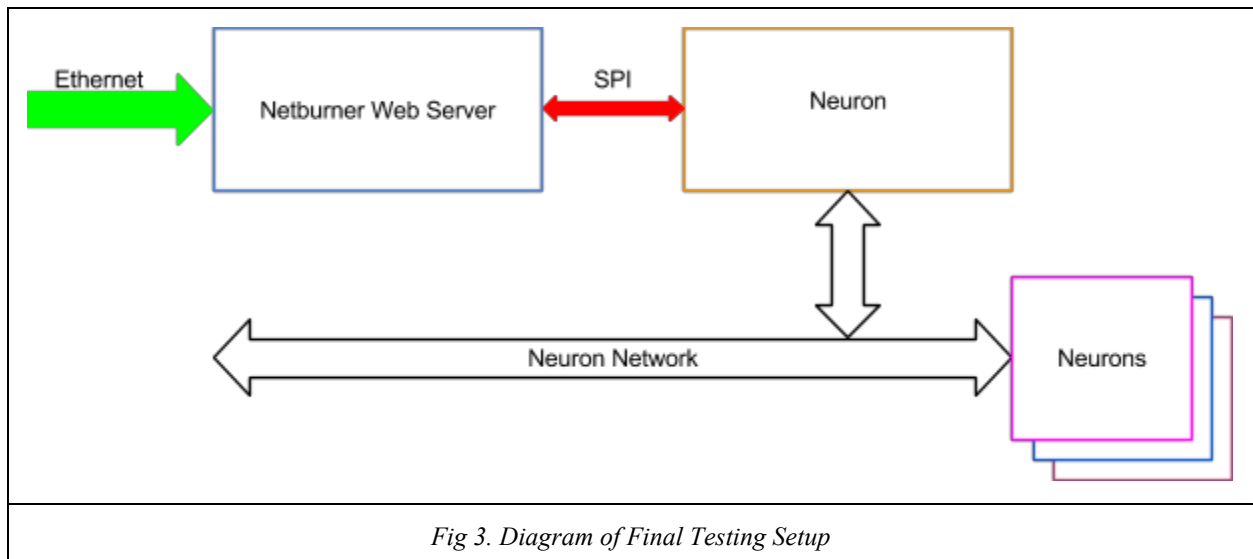 Ethernet
Netburner Web Server
SPI
Neuron
Neuron Network
Neurons
Fig 3. Diagram of Final Testing Setup